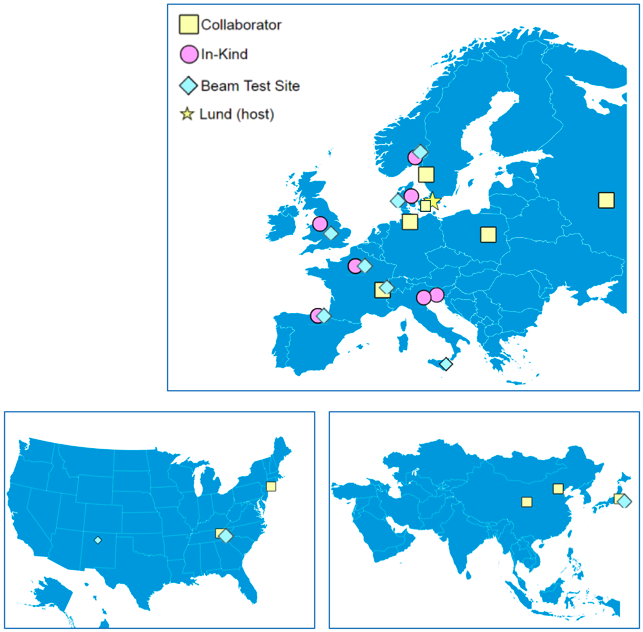 Collaborator
In-Kind
Beam Test Site
Lund (host)